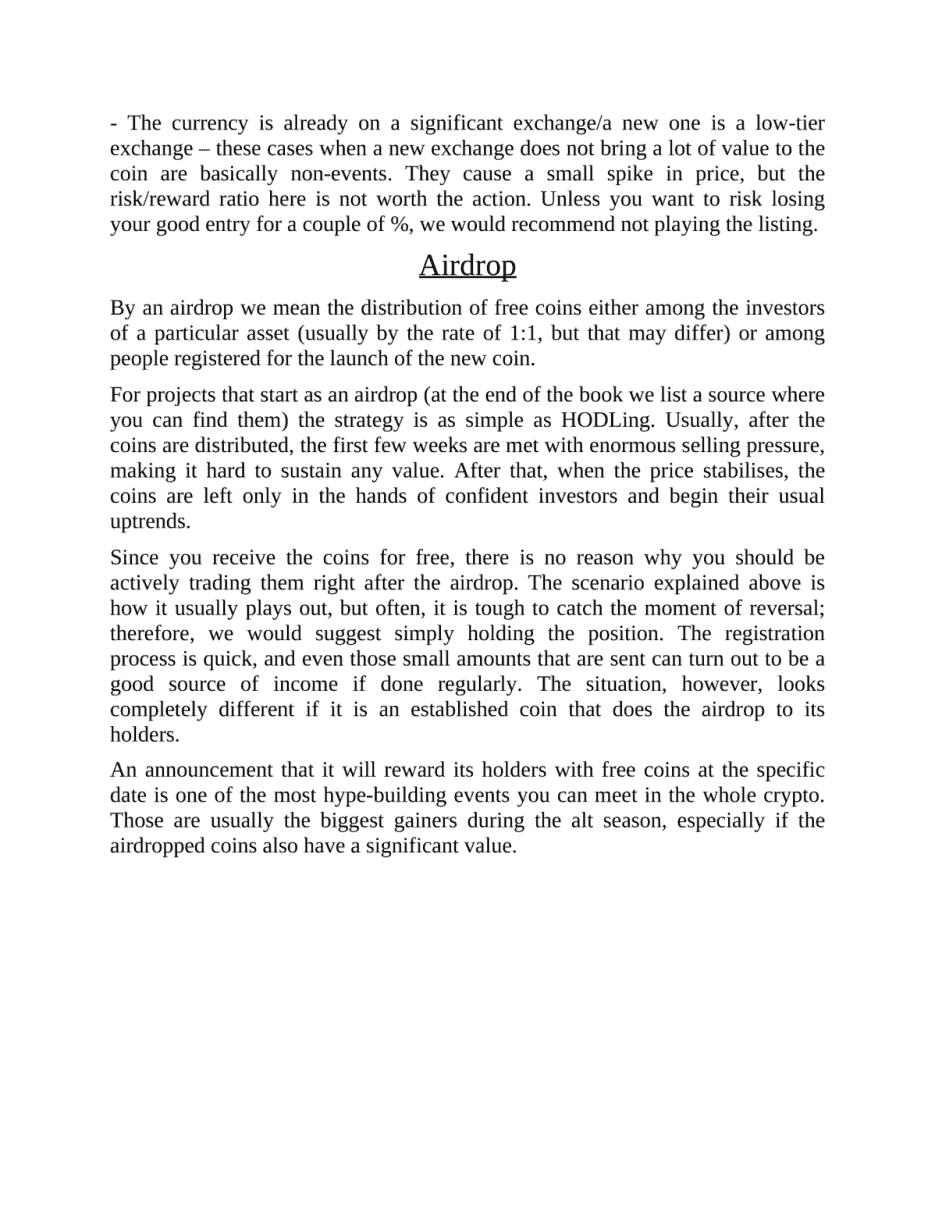 - The currency is already on a significant exchange/a new one is a low-tier
exchange – these cases when a new exchange does not bring a lot of value to the
coin are basically non-events. They cause a small spike in price, but the
risk/reward ratio here is not worth the action. Unless you want to risk losing
your good entry for a couple of %, we would recommend not playing the listing.
Airdrop
By an airdrop we mean the distribution of free coins either among the investors
of a particular asset (usually by the rate of 1:1, but that may differ) or among
people registered for the launch of the new coin.
For projects that start as an airdrop (at the end of the book we list a source where
you can find them) the strategy is as simple as HODLing. Usually, after the
coins are distributed, the first few weeks are met with enormous selling pressure,
making it hard to sustain any value. After that, when the price stabilises, the
coins are left only in the hands of confident investors and begin their usual
uptrends.
Since you receive the coins for free, there is no reason why you should be
actively trading them right after the airdrop. The scenario explained above is
how it usually plays out, but often, it is tough to catch the moment of reversal;
therefore, we would suggest simply holding the position. The registration
process is quick, and even those small amounts that are sent can turn out to be a
good source of income if done regularly. The situation, however, looks
completely different if it is an established coin that does the airdrop to its
holders.
An announcement that it will reward its holders with free coins at the specific
date is one of the most hype-building events you can meet in the whole crypto.
Those are usually the biggest gainers during the alt season, especially if the
airdropped coins also have a significant value.